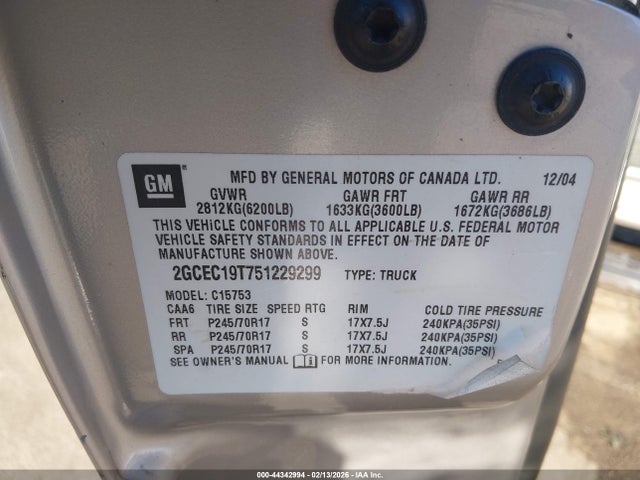 GM
MFD BY GENERAL MOTORS OF CANADA LTD. 12/04
GVWR GAWR FRT GAWR RR
2812KG(6200LB) 1633KG(3600LB) 1672KG(3686LB)
THIS VEHICLE CONFORMS TO ALL APPLICABLE U.S. FEDERAL MOTOR
VEHICLE SAFETY STANDARDS IN EFFECT ON THE DATE OF
MANUFACTURE SHOWN ABOVE.
2GCEC19T751229299 TYPE: TRUCK
MODEL: C15753
CAA6 TIRE SIZE SPEED RTG RIM COLD TIRE PRESSURE
FRT P245/70R17 S 17X7.5J 240KPA(35PSI)
RR P245/70R17 S 17X7.5J 240KPA(35PSI)
SPA P245/70R17 S 17X7.5J 240KPA(35PSI)
SEE OWNER'S MANUAL FOR MORE INFORMATION.
000-44342994 - 02/13/2026 - IAAI.com